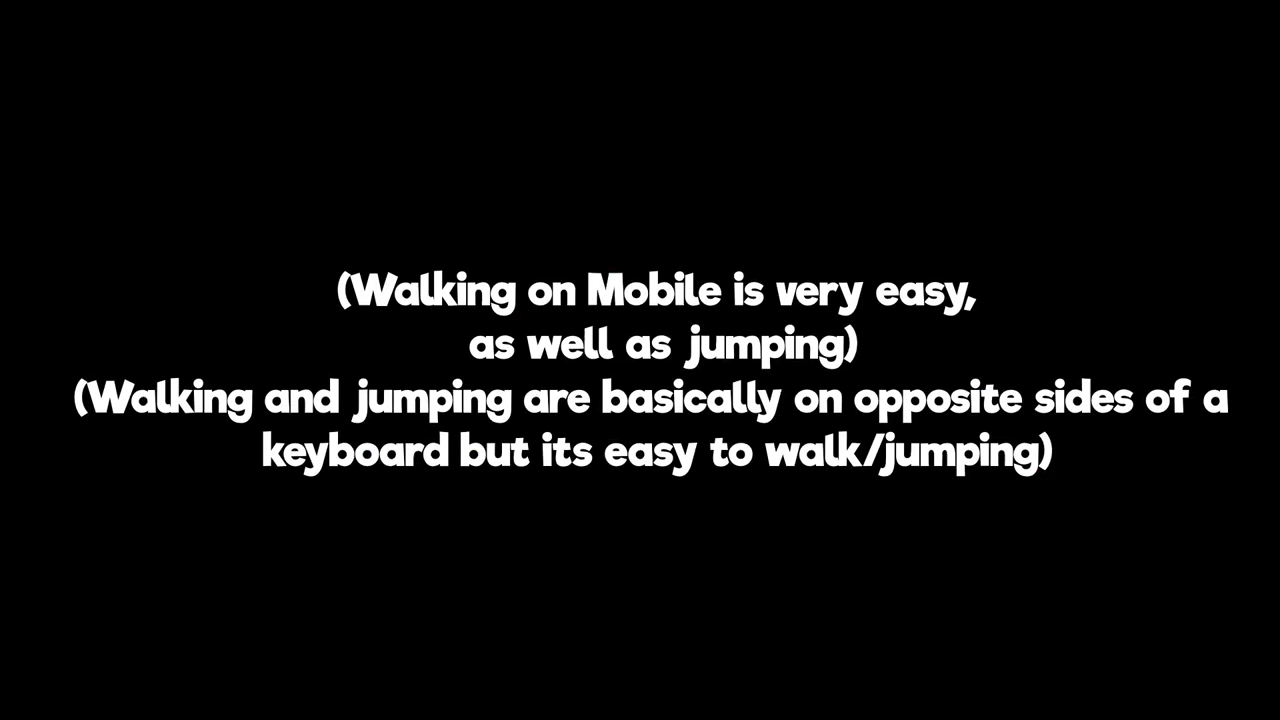 (Walking on Mobile is very easy,
as well as jumping)
(Walking and jumping are basically on opposite sides of a
keyboard but its easy to walk/jumping)